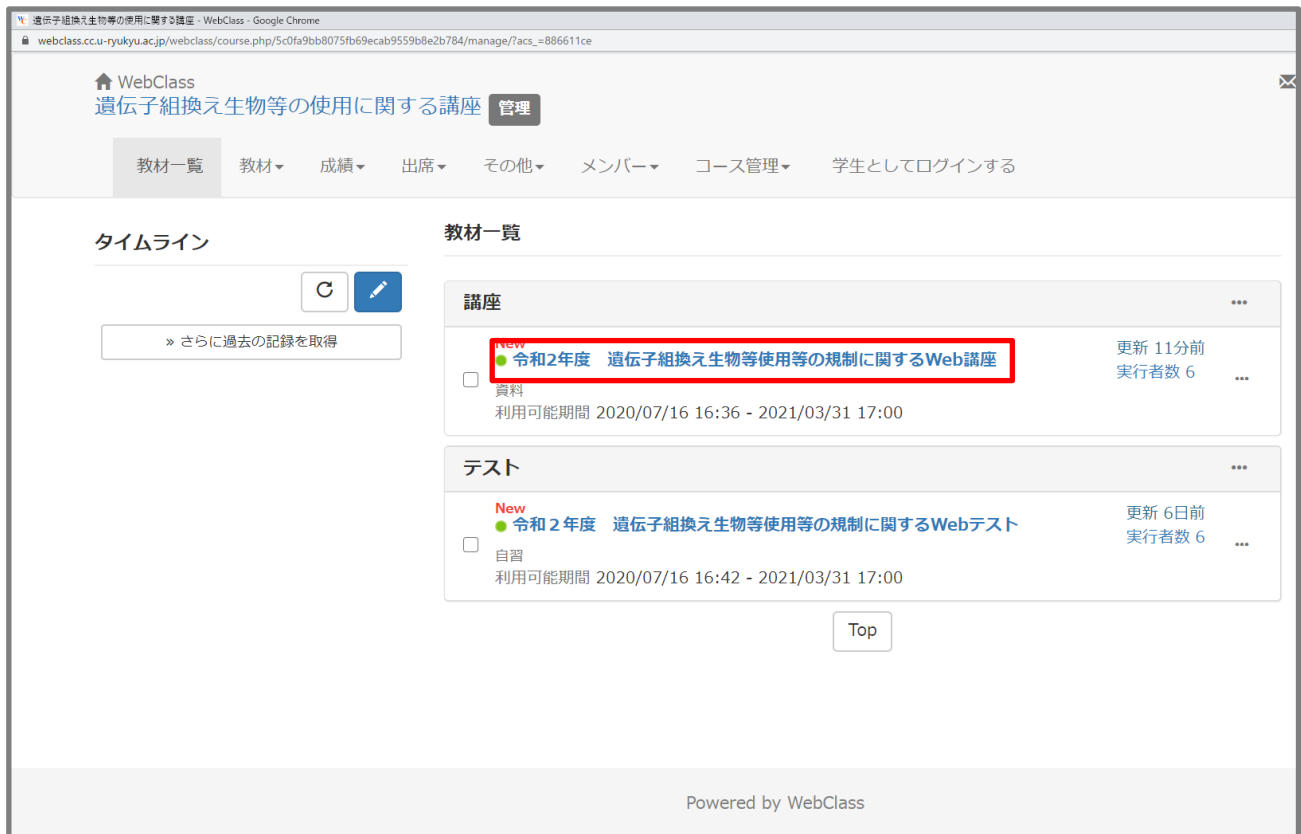 遺伝子組換え生物等の使用に関する講座 - WebClass - Google Chrome
webclass.cc.u-ryukyu.ac.jp/webclass/course.php/5c0fa9bb8075fb69ecab9559b8e2b784/manage/?acs_=886611ce
WebClass
遺伝子組換え生物等の使用に関する講座 管理
教材一覧 教材 成績 出席 その他 メンバー コース管理 学生としてログインする
タイムライン
» さらに過去の記録を取得
教材一覧
講座
New
令和2年度　遺伝子組換え生物等使用等の規制に関するWeb講座
更新 11分前
実行者数 6
資料
利用可能期間 2020/07/16 16:36 - 2021/03/31 17:00
テスト
New
令和２年度　遺伝子組換え生物等使用等の規制に関するWebテスト
更新 6日前
実行者数 6
自習
利用可能期間 2020/07/16 16:42 - 2021/03/31 17:00
Top
Powered by WebClass